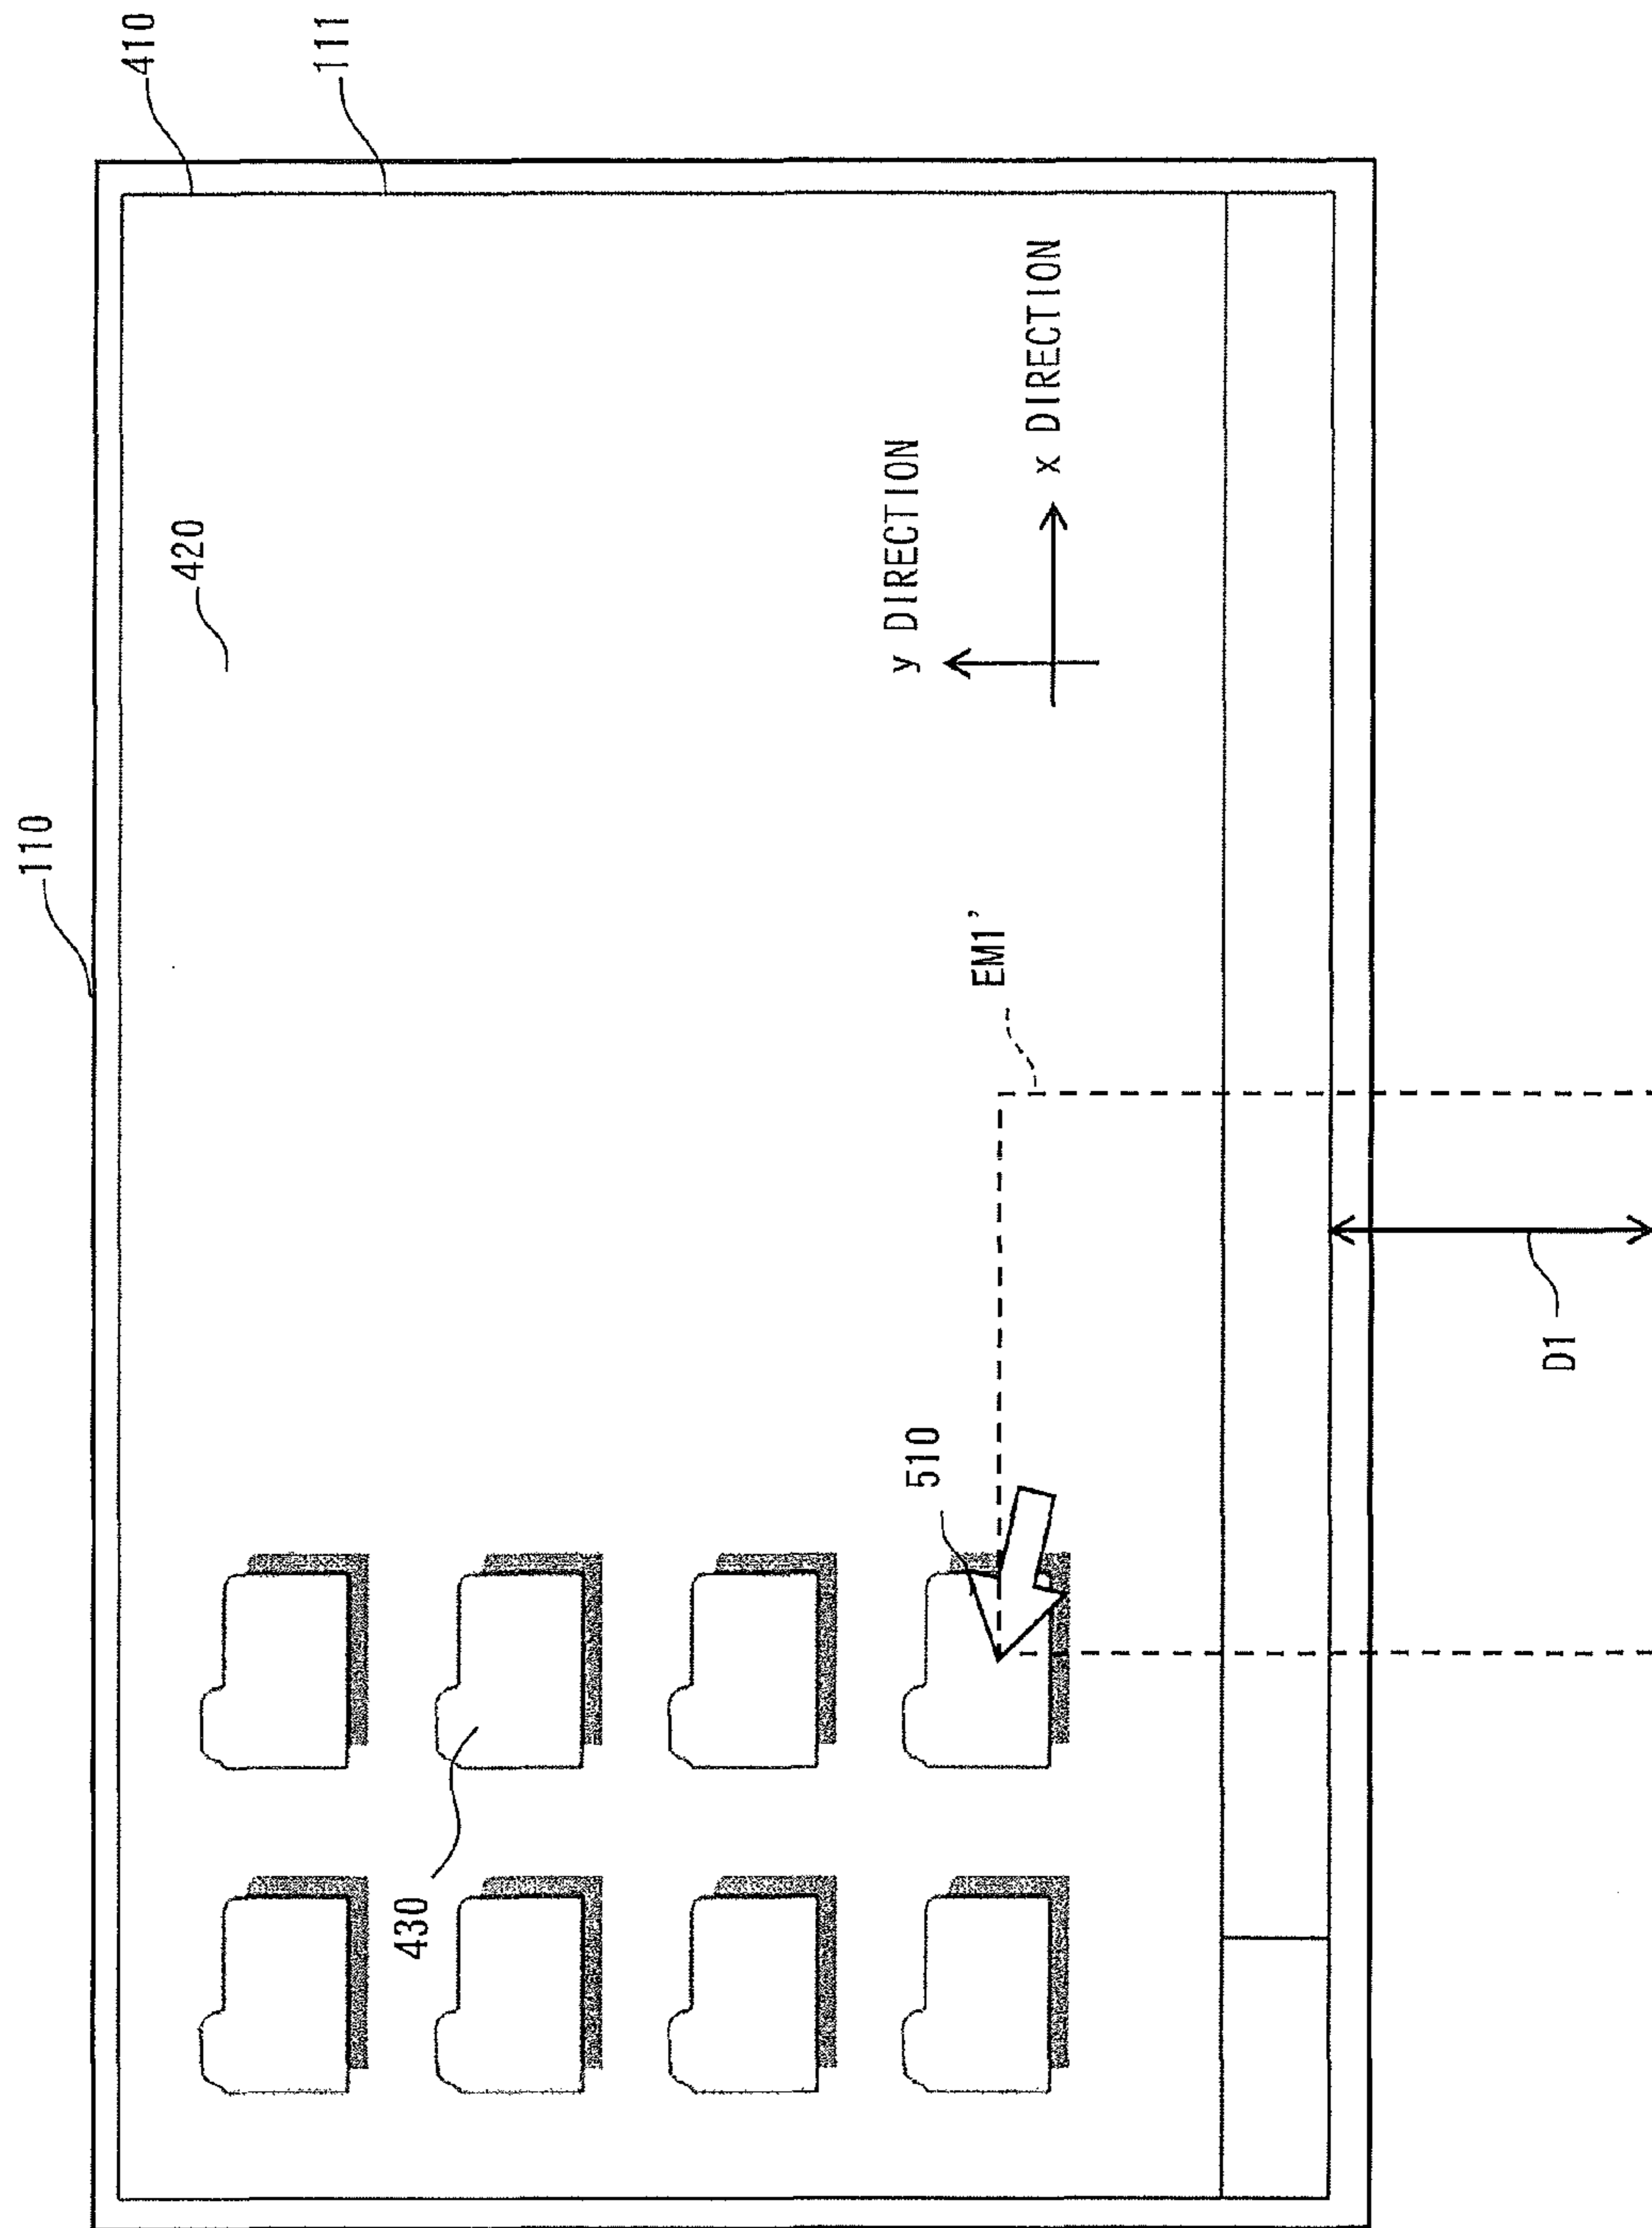 110
410
111
420
y DIRECTION
x DIRECTION
EM1'
510
430
D1